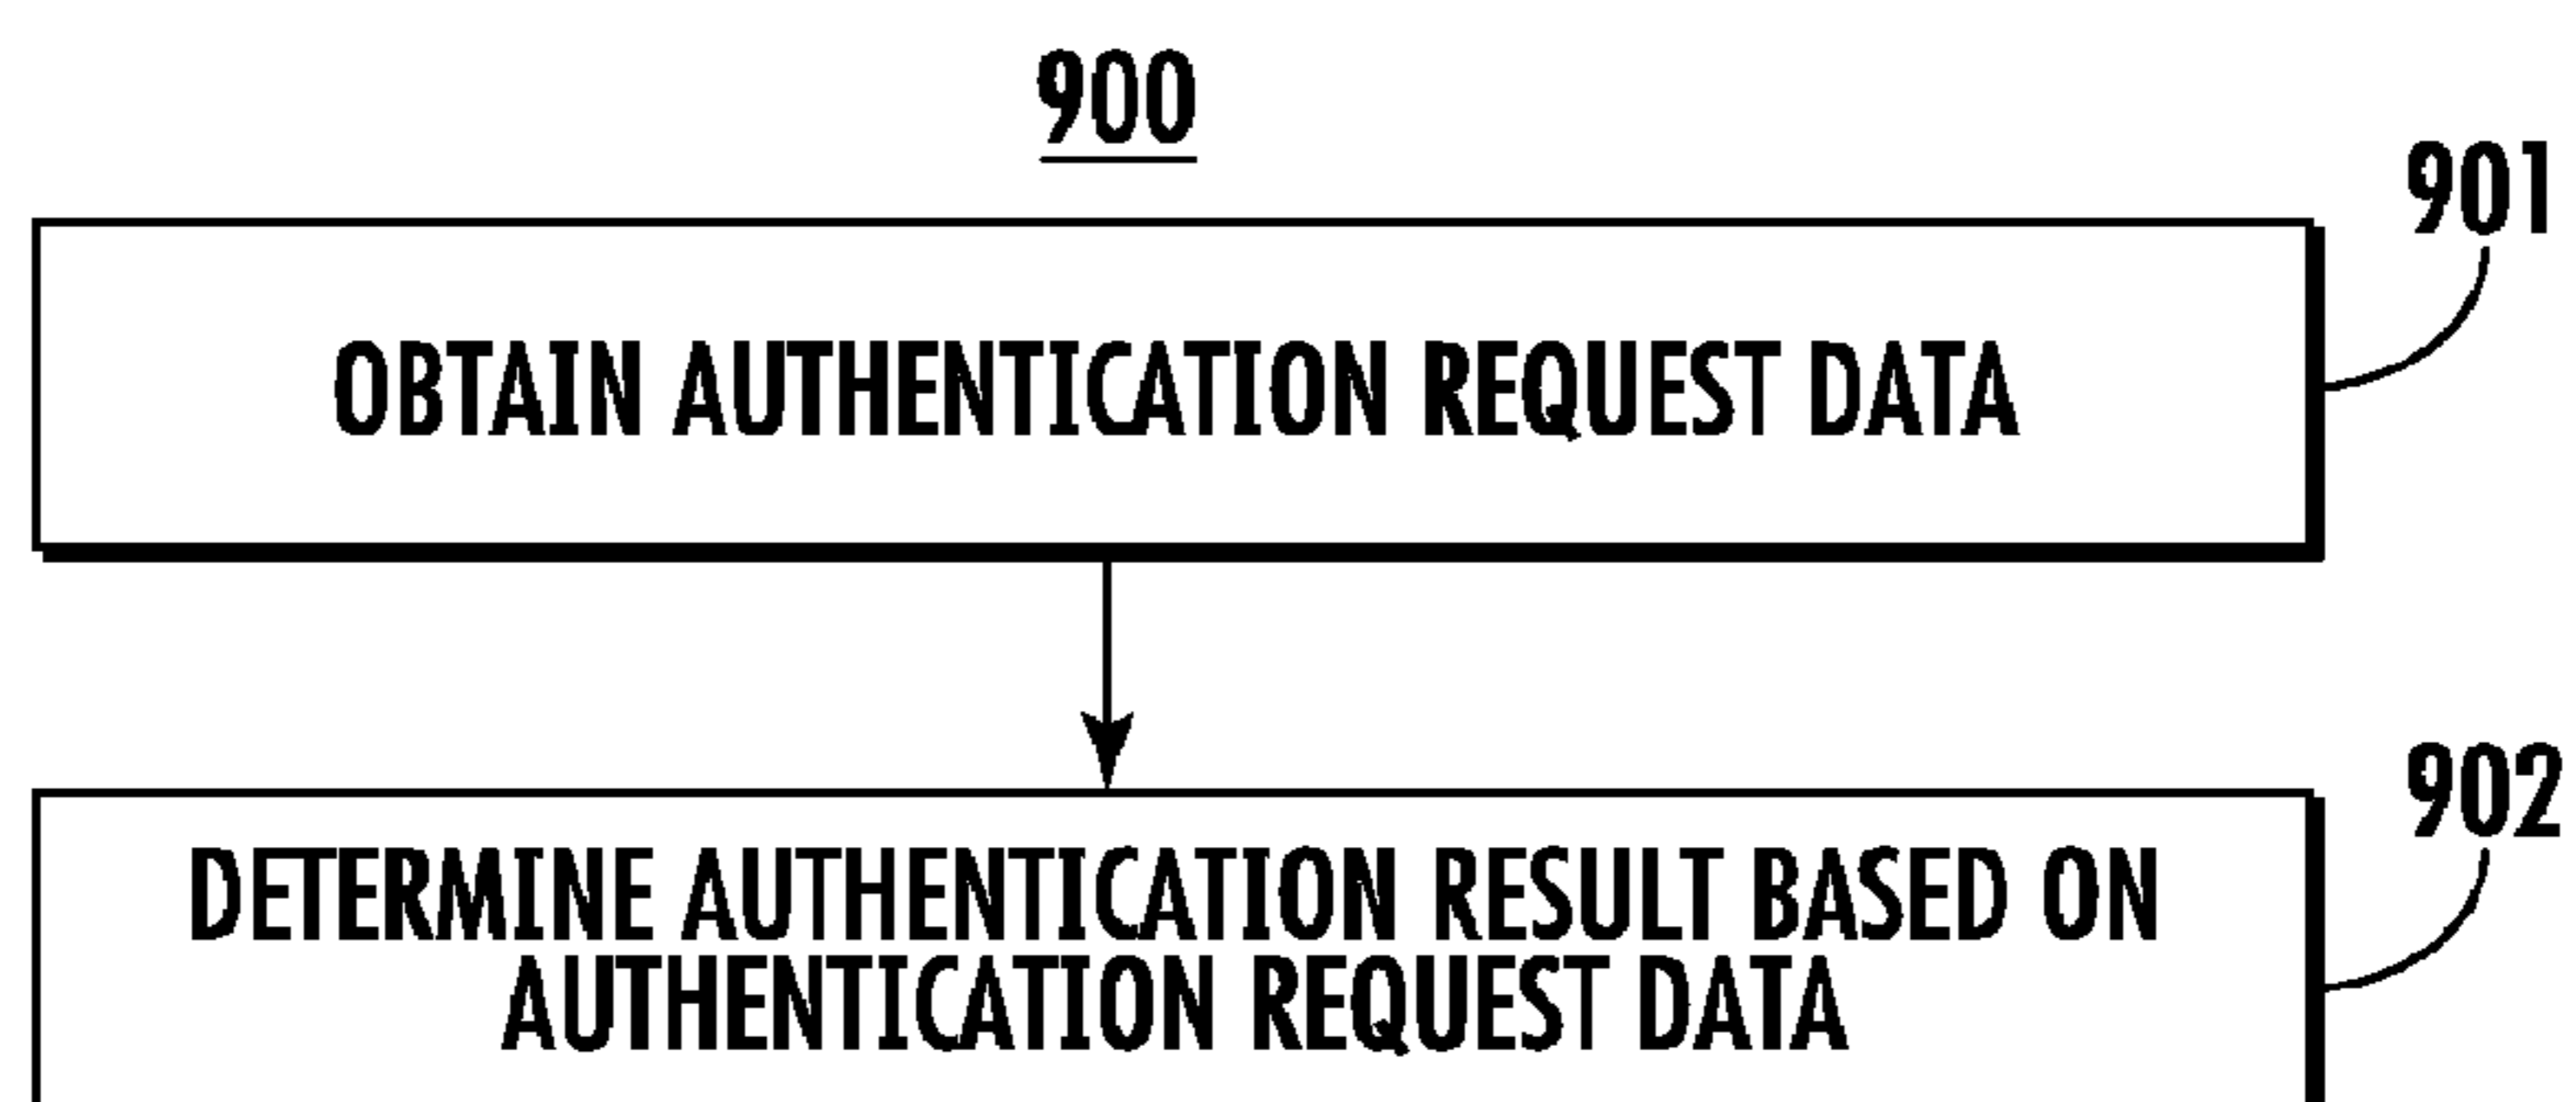 900
901
OBTAIN AUTHENTICATION REQUEST DATA
902
DETERMINE AUTHENTICATION RESULT BASED ON
AUTHENTICATION REQUEST DATA